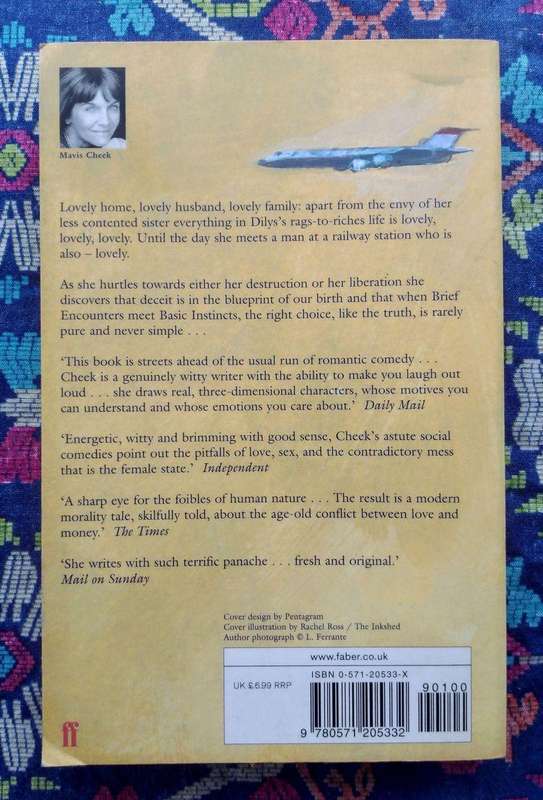 Mavis Cheek
Lovely home, lovely husband, lovely family: apart from the envy of her
less contented sister everything in Dilys's rags-to-riches life is lovely,
lovely, lovely. Until the day she meets a man at a railway station who is
also – lovely.
As she hurtles towards either her destruction or her liberation she
discovers that deceit is in the blueprint of our birth and that when Brief
Encounters meet Basic Instincts, the right choice, like the truth, is rarely
pure and never simple . . .
‘This book is streets ahead of the usual run of romantic comedy . . .
Cheek is a genuinely witty writer with the ability to make you laugh out
loud . . . she draws real, three-dimensional characters, whose motives you
can understand and whose emotions you care about.’ Daily Mail
‘Energetic, witty and brimming with good sense, Cheek's astute social
comedies point out the pitfalls of love, sex, and the contradictory mess
that is the female state.’ Independent
‘A sharp eye for the foibles of human nature . . . The result is a modern
morality tale, skilfully told, about the age-old conflict between love and
money.’ The Times
‘She writes with such terrific panache . . . fresh and original.’
Mail on Sunday
Cover design by Pentagram
Cover illustration by Rachel Ross / The Inkshed
Author photograph © L. Ferrante
www.faber.co.uk
UK £6.99 RRP
ISBN 0-571-20533-X
90100
9 780571 205332
ff